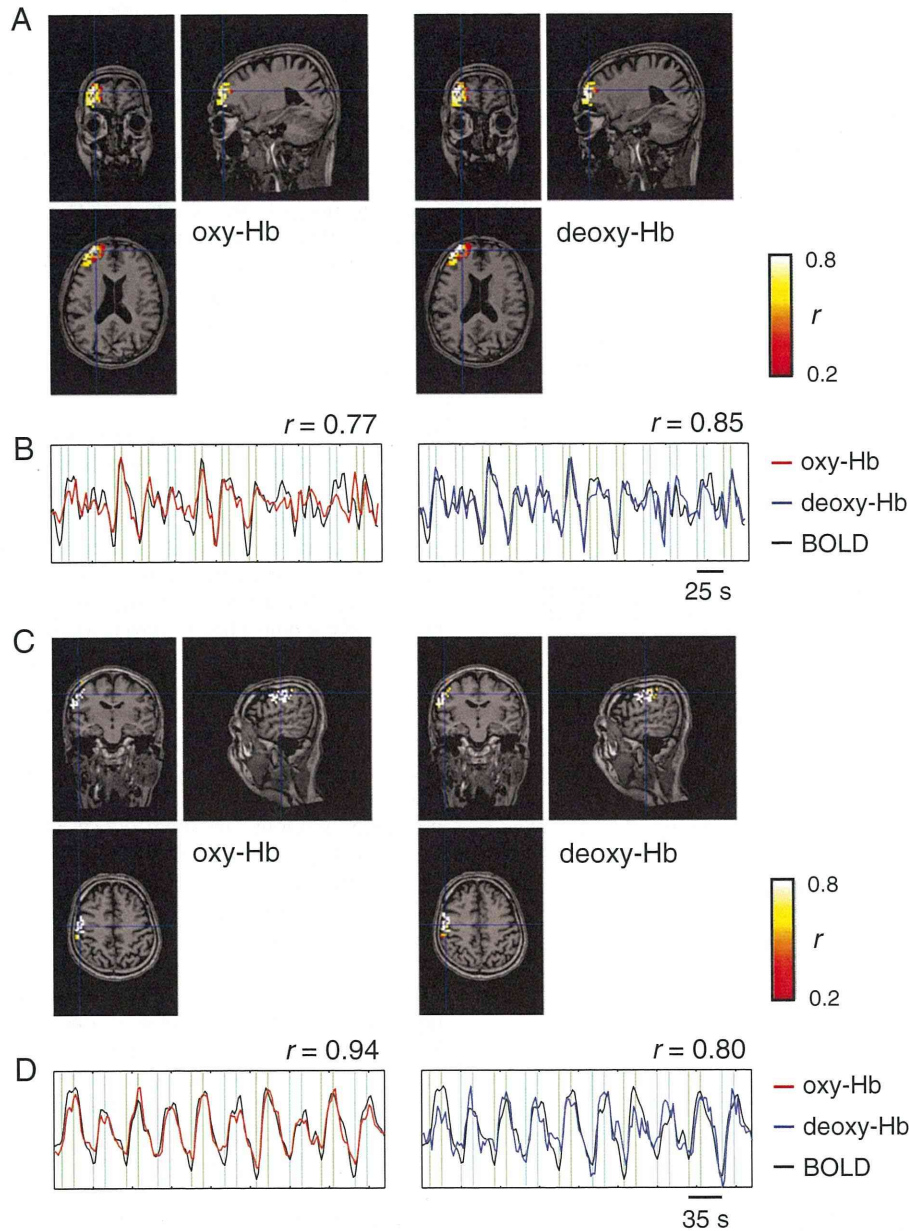 A
oxy-Hb
deoxy-Hb
0.8
r
0.2
B
r = 0.77
r = 0.85
oxy-Hb
deoxy-Hb
BOLD
25 s
C
oxy-Hb
deoxy-Hb
0.8
r
0.2
D
r = 0.94
r = 0.80
oxy-Hb
deoxy-Hb
BOLD
35 s